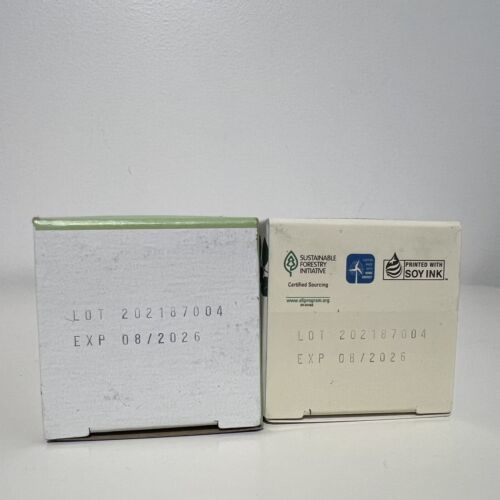 LOT 202187004
EXP 08/2026
SUSTAINABLE
FORESTRY
INITIATIVE
Certified Sourcing
www.sfiprogram.org
PRINTED WITH
SOY INK
LOT 202187004
EXP 08/2026